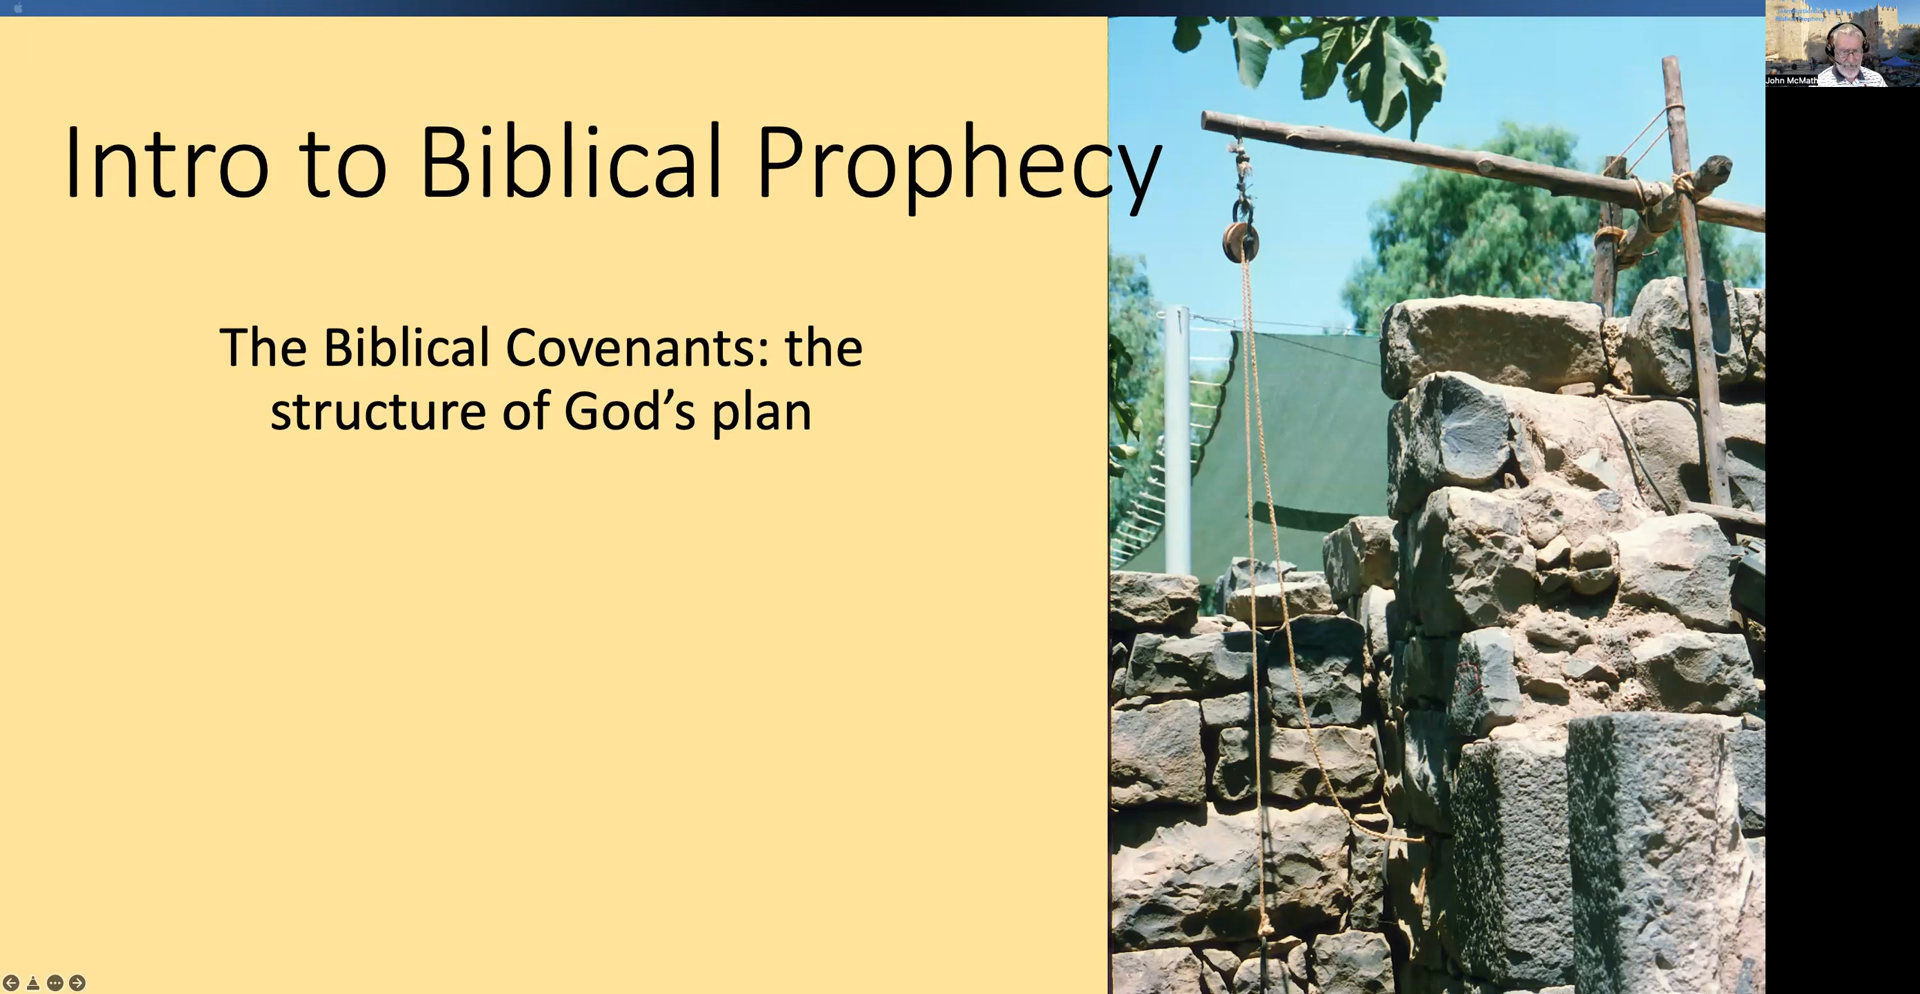 Intro to Biblical Prophecy
The Biblical Covenants: the
structure of God’s plan
John McMath